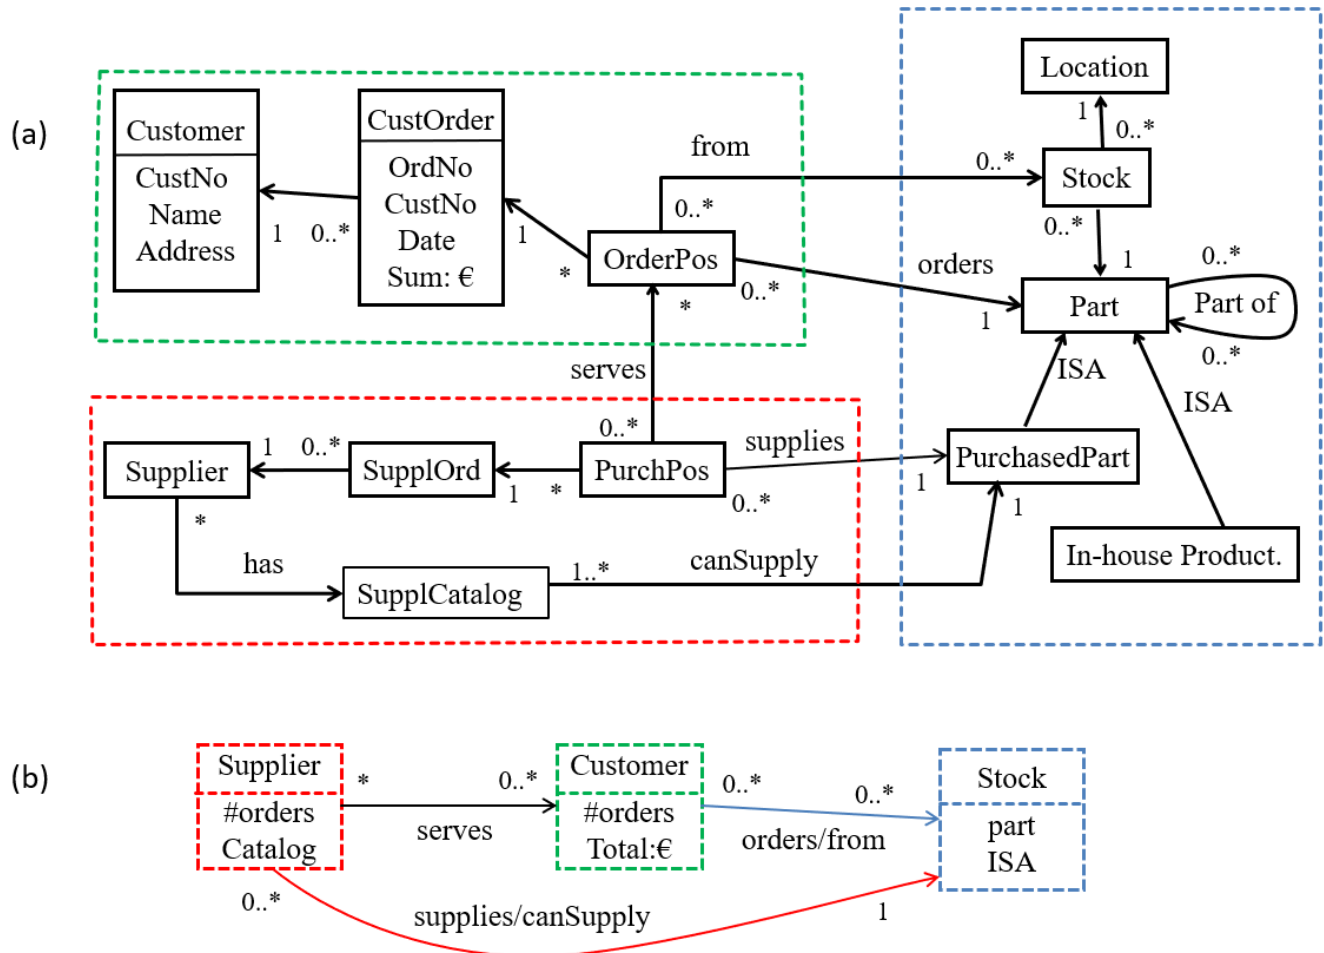 (a)
Location
1
0..*
Stock
Customer
CustNo
Name
Address
CustOrder
OrdNo
CustNo
Date
Sum: €
1
0..*
1
*
from
0..*
0..*
OrderPos
*
0..*
orders
1
0..*
1
Part
0..*
Part of
0..*
ISA
ISA
serves
0..*
Supplier
1
0..*
SupplOrd
1
*
PurchPos
supplies
0..*
1
PurchasedPart
1
In-house Product.
*
has
SupplCatalog
1..*
canSupply
(b)
Supplier
#orders
Catalog
*
0..*
serves
Customer
#orders
Total:€
0..*
0..*
orders/from
Stock
part
ISA
0..*
supplies/canSupply
1